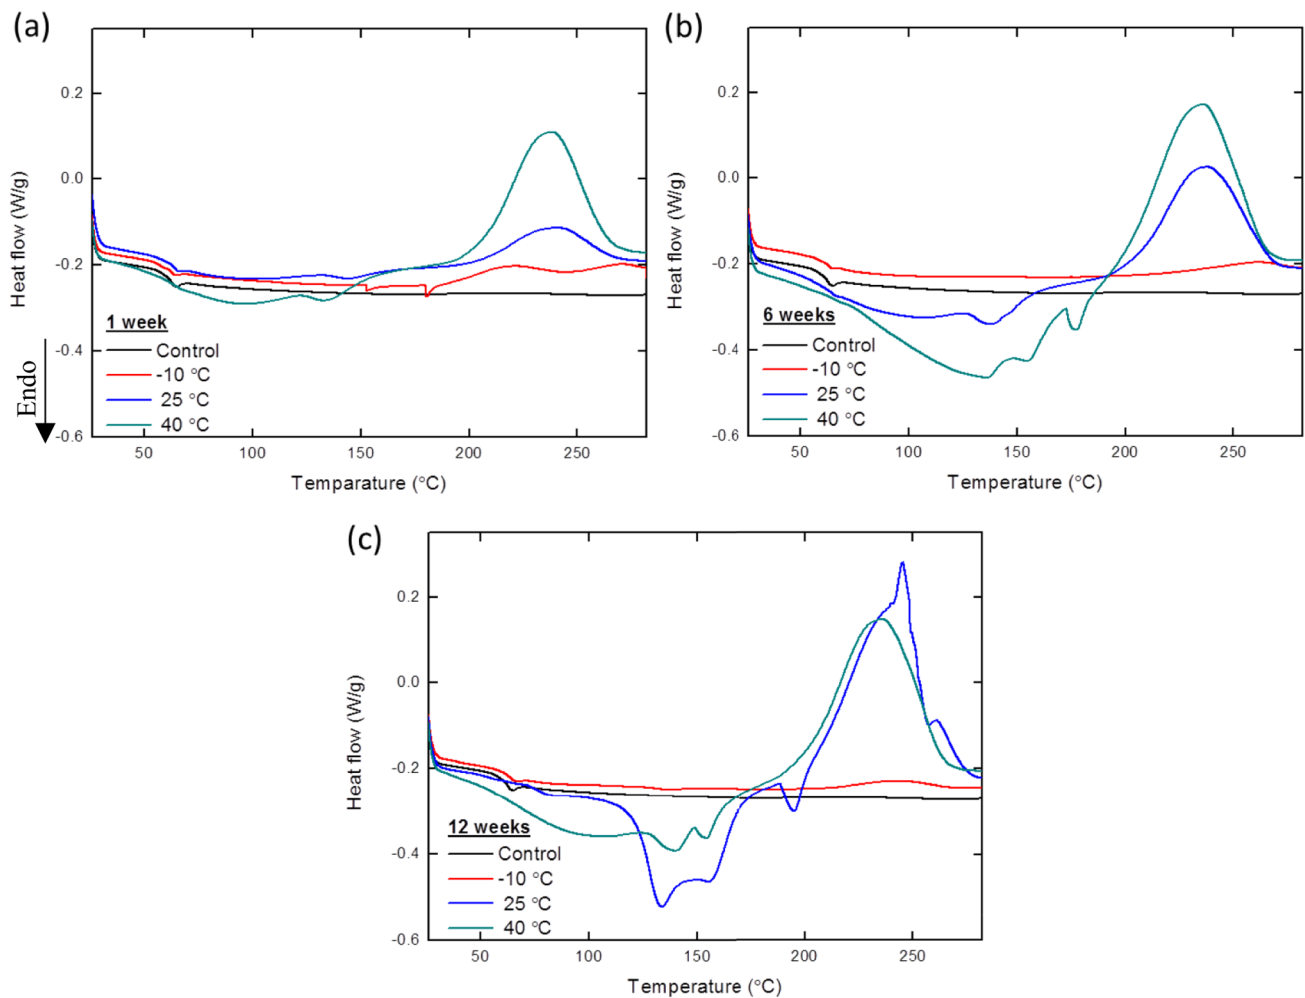 (a)
Heat flow (W/g)
0.2
0.0
-0.2
-0.4
-0.6
Endo
1 week
Control
-10 °C
25 °C
40 °C
50
100
150
200
250
Temparature (°C)
(b)
Heat flow (W/g)
0.2
0.0
-0.2
-0.4
-0.6
6 weeks
Control
-10 °C
25 °C
40 °C
50
100
150
200
250
Temperature (°C)
(c)
Heat flow (W/g)
0.2
0.0
-0.2
-0.4
-0.6
12 weeks
Control
-10 °C
25 °C
40 °C
50
100
150
200
250
Temperature (°C)